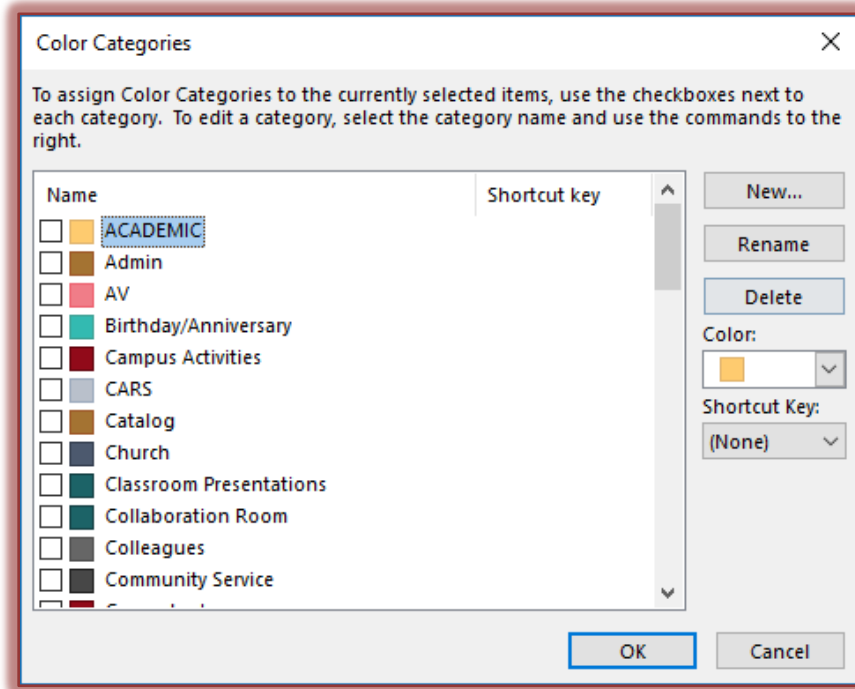 Color Categories
To assign Color Categories to the currently selected items, use the checkboxes next to
each category. To edit a category, select the category name and use the commands to the
right.
Name Shortcut key
ACADEMIC
Admin
AV
Birthday/Anniversary
Campus Activities
CARS
Catalog
Church
Classroom Presentations
Collaboration Room
Colleagues
Community Service
New...
Rename
Delete
Color:
Shortcut Key:
(None)
OK Cancel